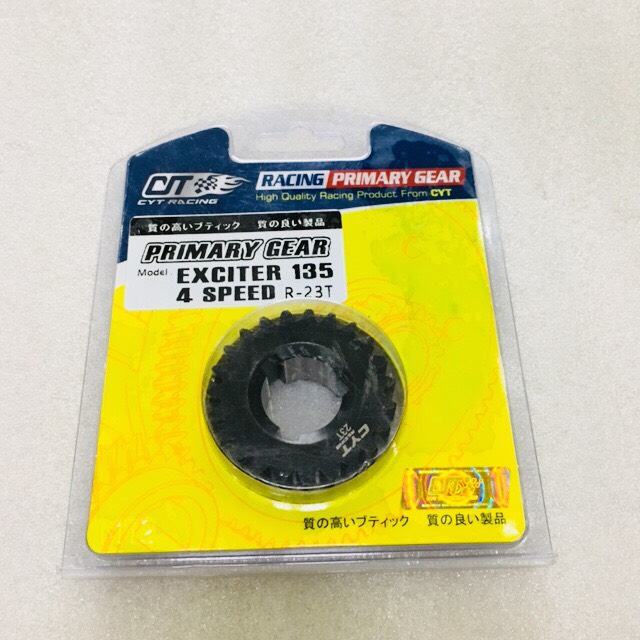 CYT RACING
RACING PRIMARY GEAR
High Quality Racing Product From CYT
質の高いブティック 質の良い製品
PRIMARY GEAR
Model EXCITER 135
4 SPEED R-23T
CYT
23T
質の高いブティック 質の良い製品